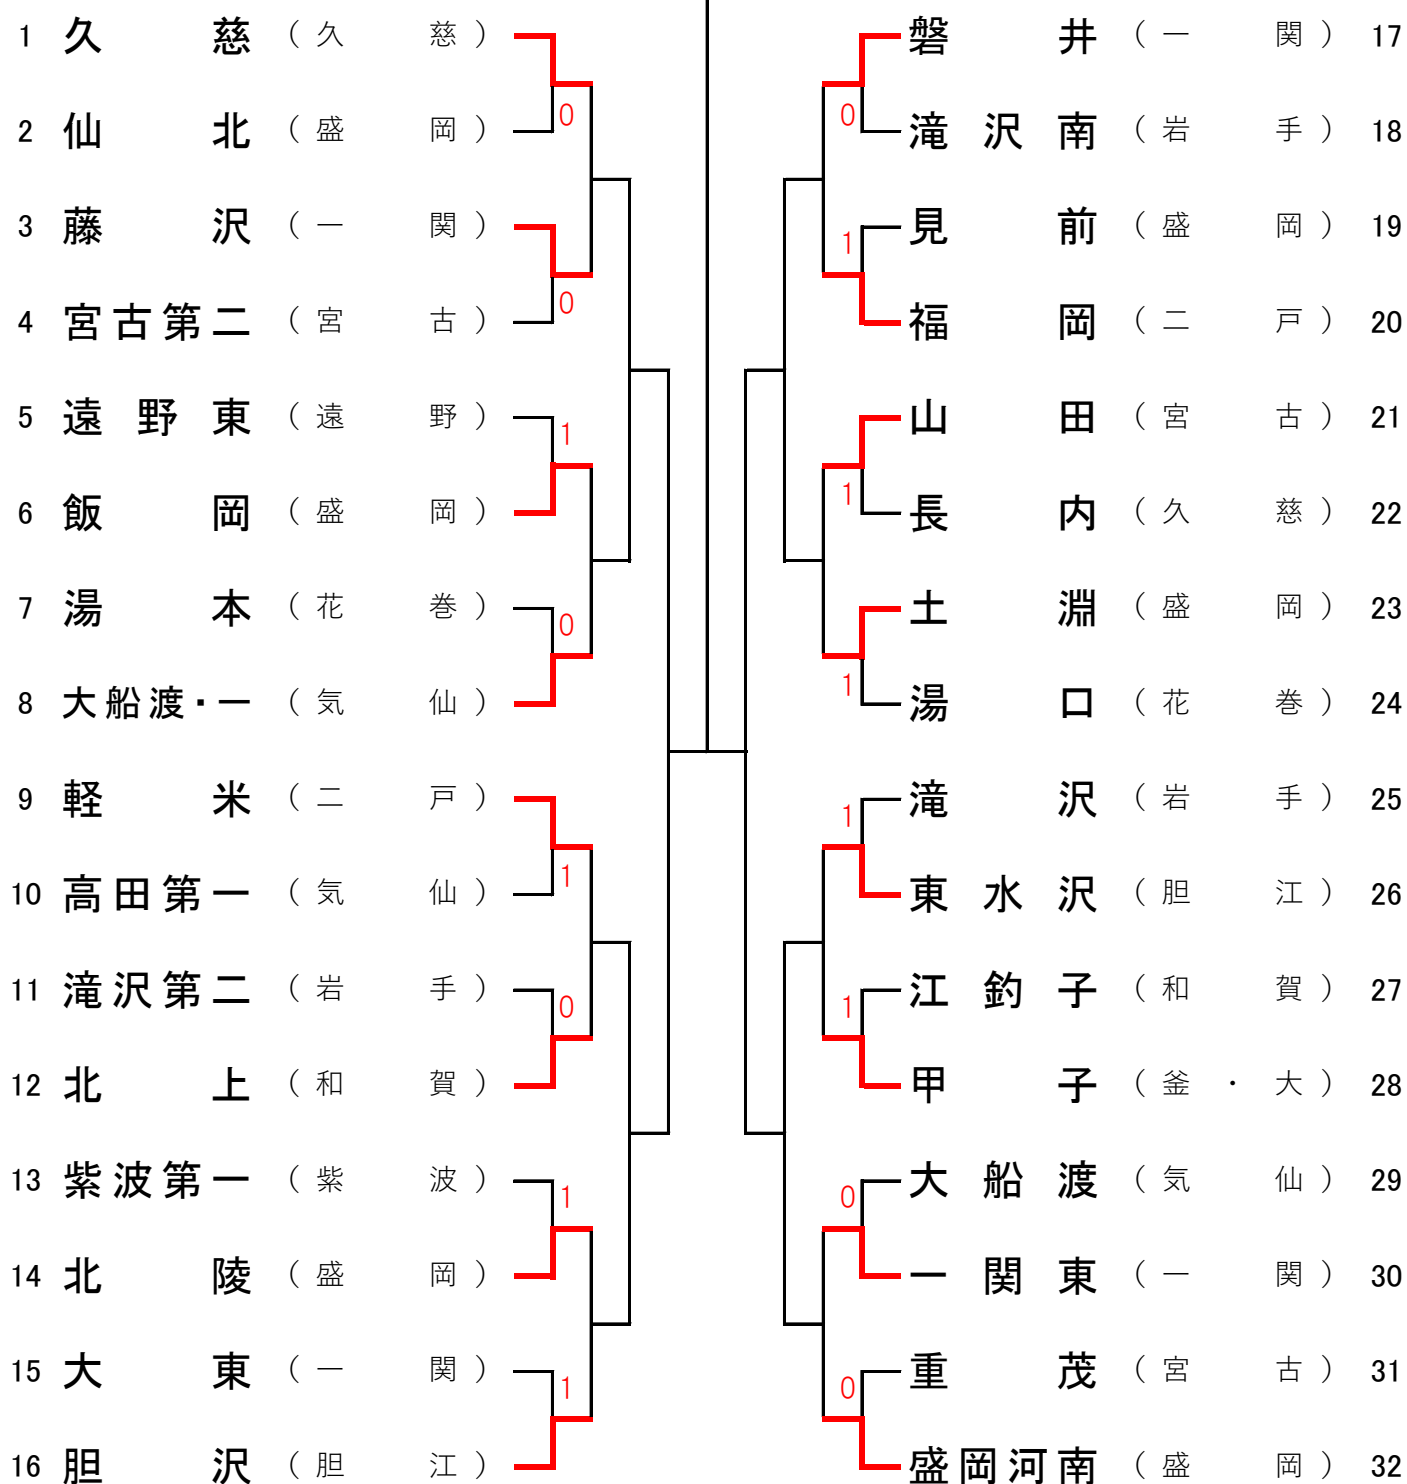 1 久慈 (久慈)
0
2 仙北 (盛岡)
3 藤沢 (一関)
0
4 宮古第二 (宮古)
5 遠野東 (遠野)
1
6 飯岡 (盛岡)
7 湯本 (花巻)
0
8 大船渡・一 (気仙)
9 軽米 (二戸)
1
10 高田第一 (気仙)
11 滝沢第二 (岩手)
0
12 北上 (和賀)
13 紫波第一 (紫波)
1
14 北陵 (盛岡)
15 大東 (一関)
1
16 胆沢 (胆江)
磐井 (一関) 17
0
滝沢南 (岩手) 18
見前 (盛岡) 19
1
福岡 (二戸) 20
山田 (宮古) 21
1
長内 (久慈) 22
土淵 (盛岡) 23
1
湯口 (花巻) 24
滝沢 (岩手) 25
1
東水沢 (胆江) 26
江釣子 (和賀) 27
1
甲子 (釜・大) 28
大船渡 (気仙) 29
0
一関東 (一関) 30
重茂 (宮古) 31
0
盛岡河南 (盛岡) 32